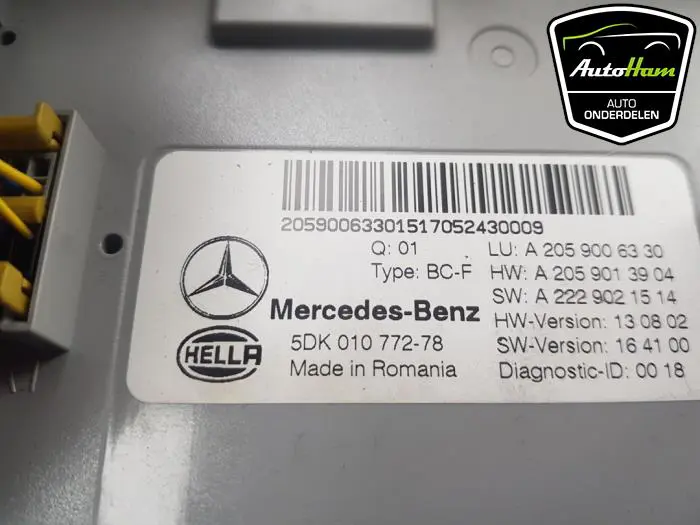 AutoHam
AUTO
ONDERDELEN
2059006330151705243​0009
Q: 01 LU: A 205 900 63 30
Type: BC-F HW: A 205 901 39 04
Mercedes-Benz SW: A 222 902 15 14
HW-Version: 13 08 02
HELLA 5DK 010 772-78 SW-Version: 16 41 00
Made in Romania Diagnostic-ID: 00 18